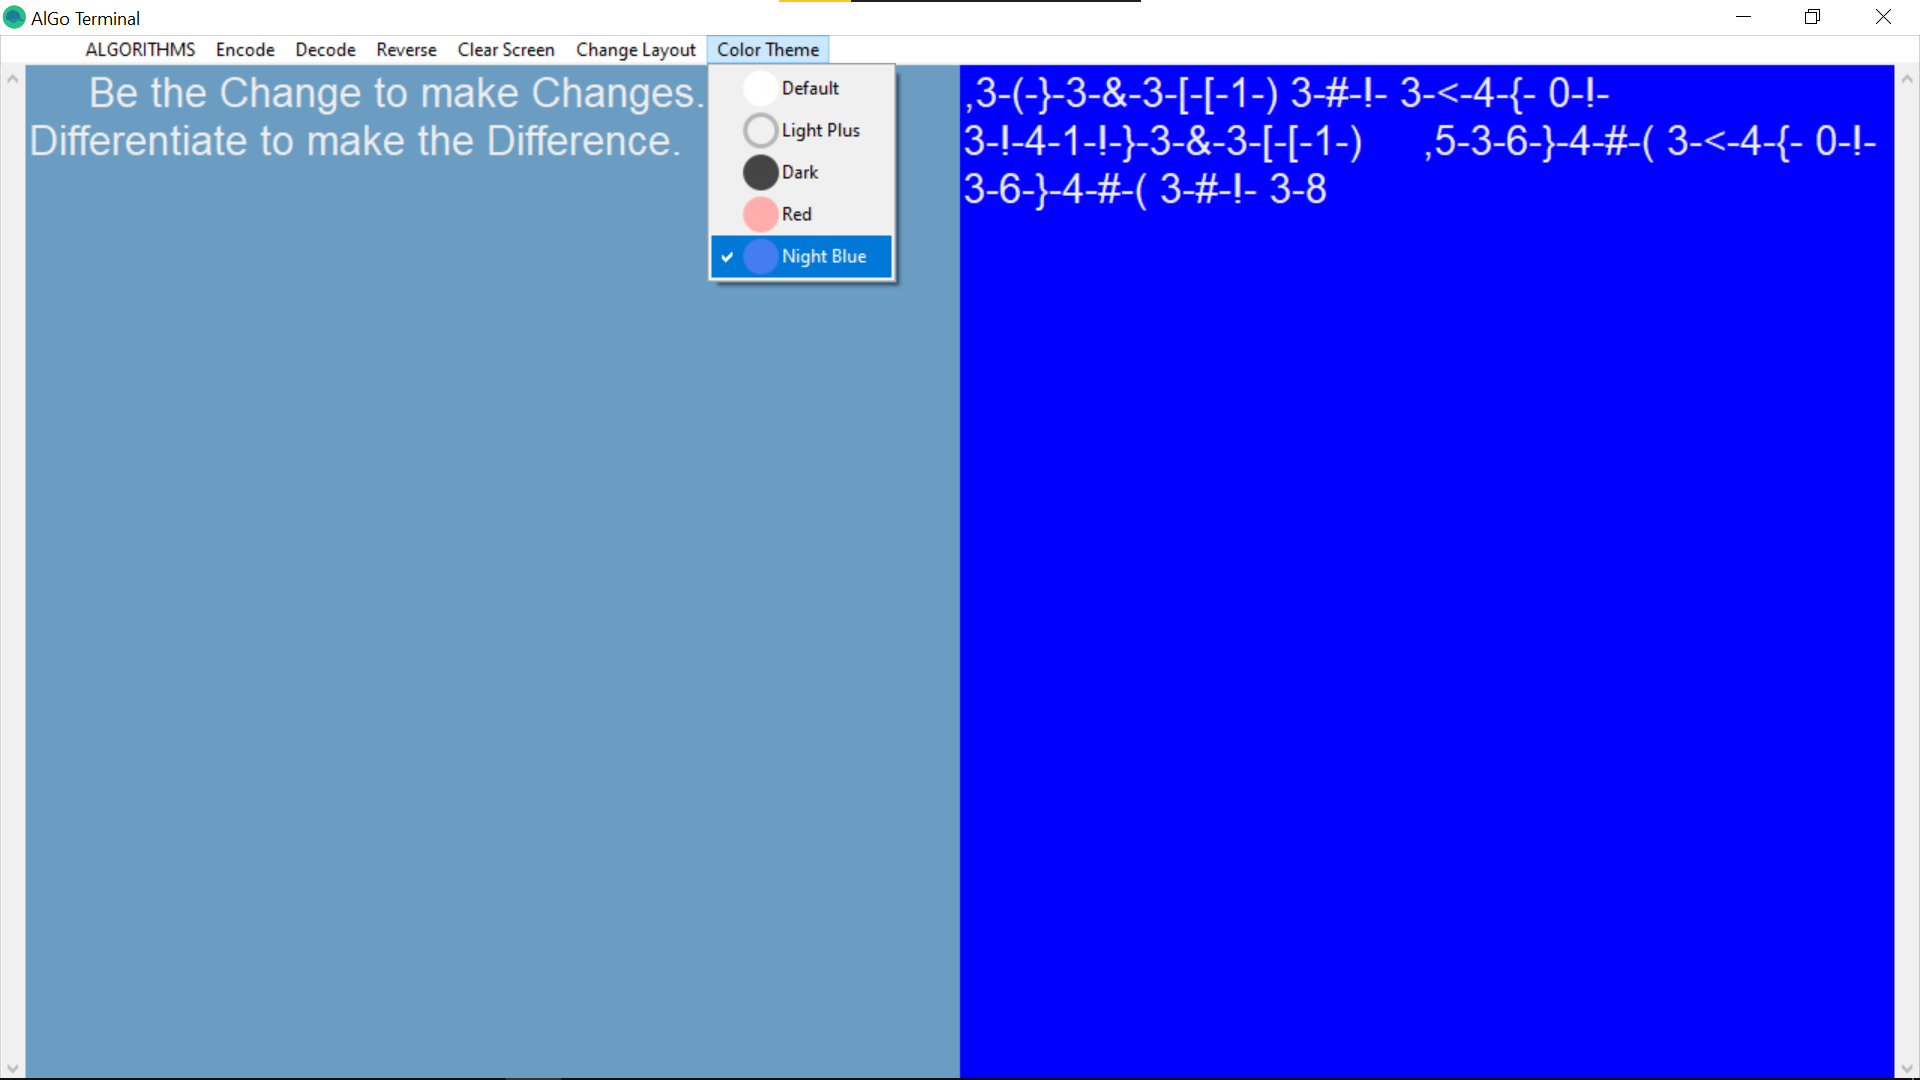 AlGo Terminal
ALGORITHMS Encode Decode Reverse Clear Screen Change Layout Color Theme
Be the Change to make Changes.
Differentiate to make the Difference.
Default
Light Plus
Dark
Red
Night Blue
,3-(-}-3-&-3-[-[-1-) 3-#-!- 3-<-4-{- 0-!-
3-!-4-1-!-}-3-&-3-[-[-1-) ,5-3-6-}-4-#-( 3-<-4-{- 0-!-
3-6-}-4-#-( 3-#-!- 3-8